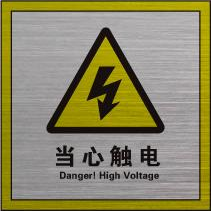 当心触电
Danger! High Voltage